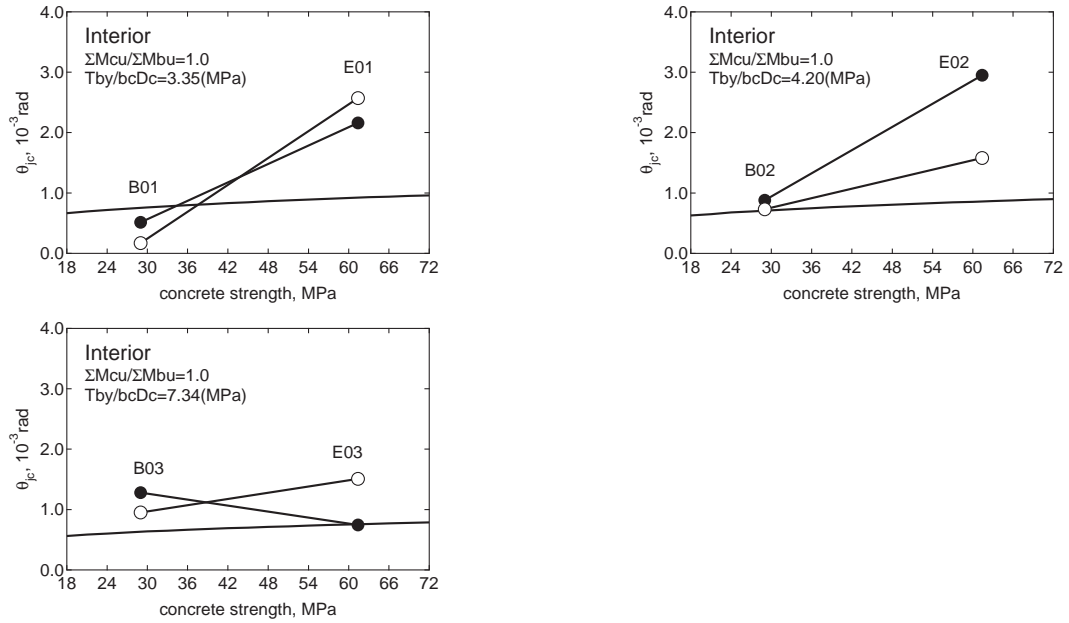 4.0
3.0
2.0
1.0
0.0
θjc, 10-3rad
Interior
ΣMcu/ΣMbu=1.0
Tby/bcDc=3.35(MPa)
E01
B01
18 24 30 36 42 48 54 60 66 72
concrete strength, MPa
4.0
3.0
2.0
1.0
0.0
θjc, 10-3rad
Interior
ΣMcu/ΣMbu=1.0
Tby/bcDc=4.20(MPa)
E02
B02
18 24 30 36 42 48 54 60 66 72
concrete strength, MPa
4.0
3.0
2.0
1.0
0.0
θjc, 10-3rad
Interior
ΣMcu/ΣMbu=1.0
Tby/bcDc=7.34(MPa)
B03
E03
18 24 30 36 42 48 54 60 66 72
concrete strength, MPa